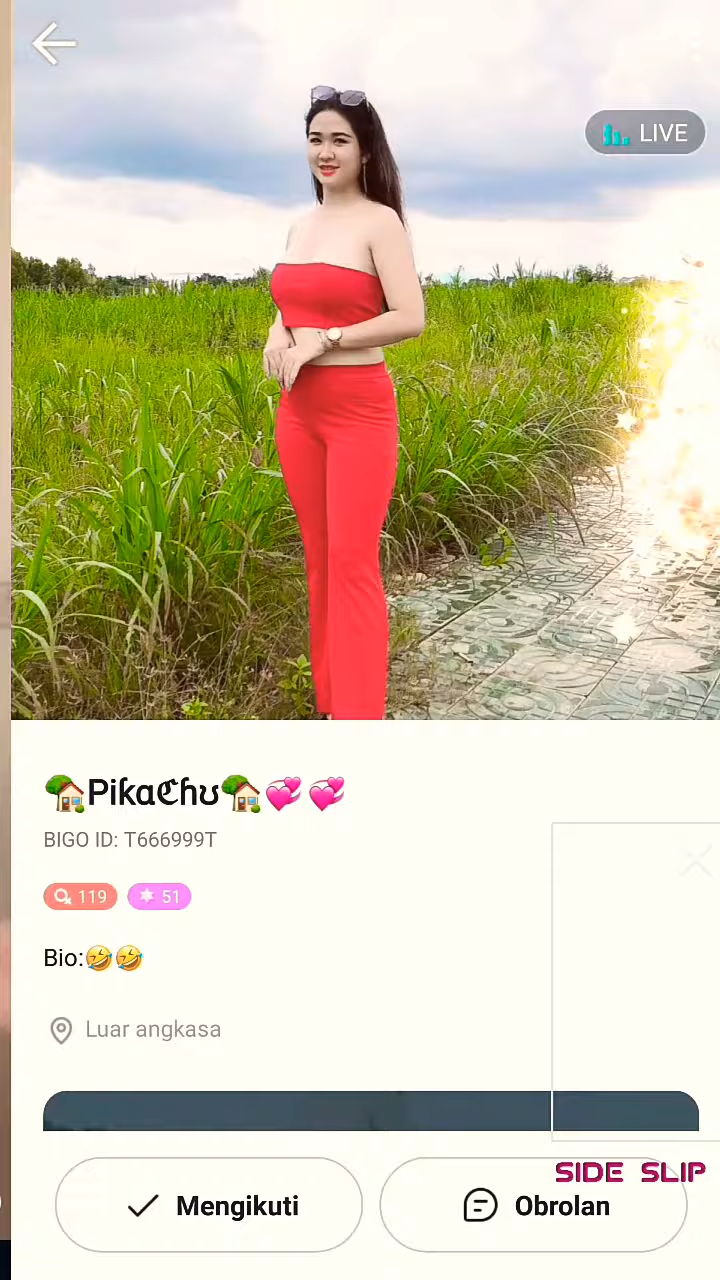 LIVE
🏡Pikaℭhu🏡💞💞
BIGO ID: T666999T
119 51
Bio:🤣🤣
Luar angkasa
SIDE SLIP
Mengikuti Obrolan